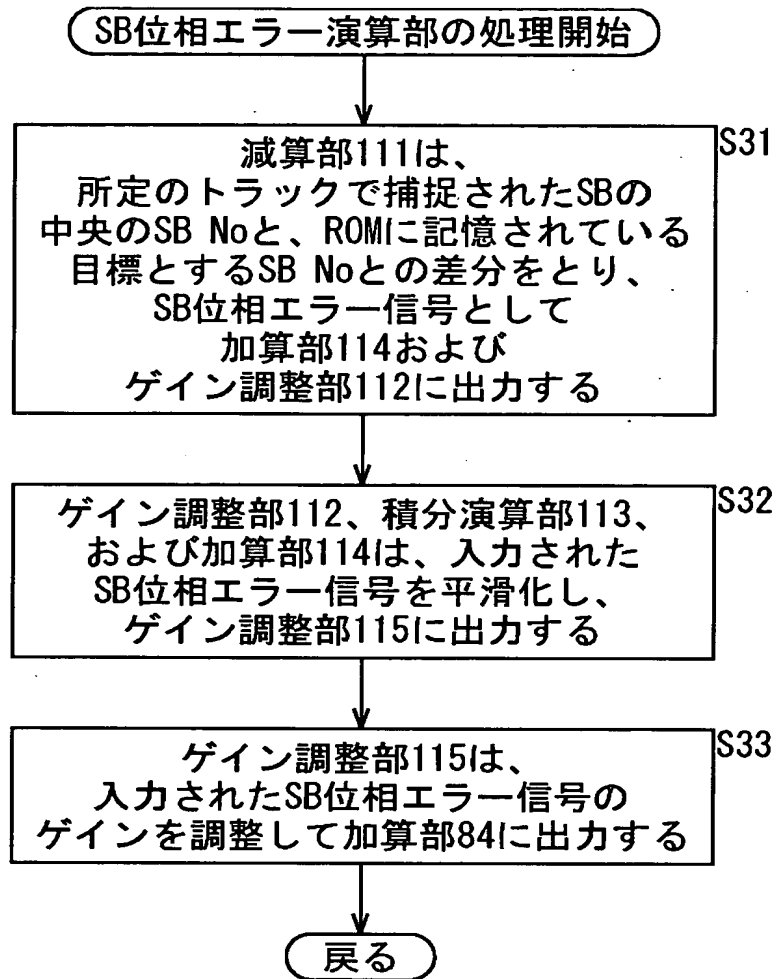 SB位相エラー演算部の処理開始
S31
減算部111は、
所定のトラックで捕捉されたSBの
中央のSB Noと、ROMに記憶されている
目標とするSB Noとの差分をとり、
SB位相エラー信号として
加算部114および
ゲイン調整部112に出力する
S32
ゲイン調整部112、積分演算部113、
および加算部114は、入力された
SB位相エラー信号を平滑化し、
ゲイン調整部115に出力する
S33
ゲイン調整部115は、
入力されたSB位相エラー信号の
ゲインを調整して加算部84に出力する
戻る